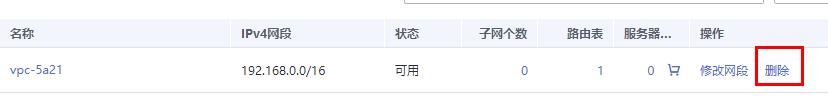 名称 IPv4网段 状态 子网个数 路由表 服务器... 操作
vpc-5a21 192.168.0.0/16 可用 0 1 0 修改网段 删除